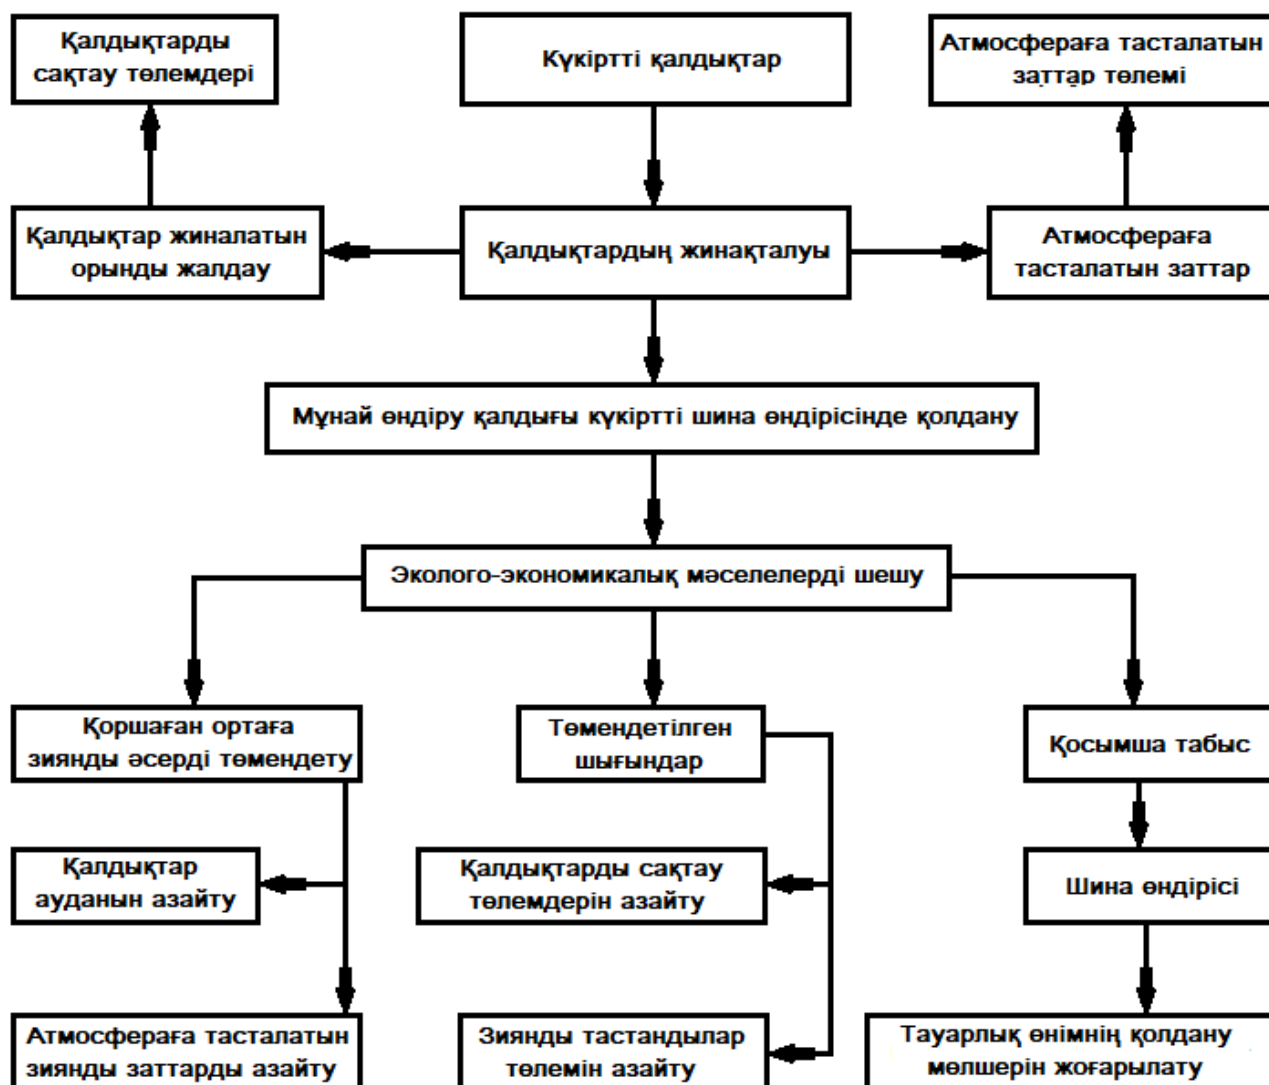 Қалдықтарды
сақтау төлемдері
Күкіртті қалдықтар
Атмосфераға тасталатын
заттар төлемі
Қалдықтар жиналатын
орынды жалдау
Қалдықтардың жинақталуы
Атмосфераға
тасталатын заттар
Мұнай өндіру қалдығы күкіртті шина өндірісінде қолдану
Эколого-экономикалық мәселелерді шешу
Қоршаған ортаға
зиянды әсерді төмендету
Төмендетілген
шығындар
Қосымша табыс
Қалдықтар
ауданын азайту
Қалдықтарды сақтау
төлемдерін азайту
Шина өндірісі
Атмосфераға тасталатын
зиянды заттарды азайту
Зиянды тастандылар
төлемін азайту
Тауарлық өнімнің қолдану
мөлшерін жоғарылату